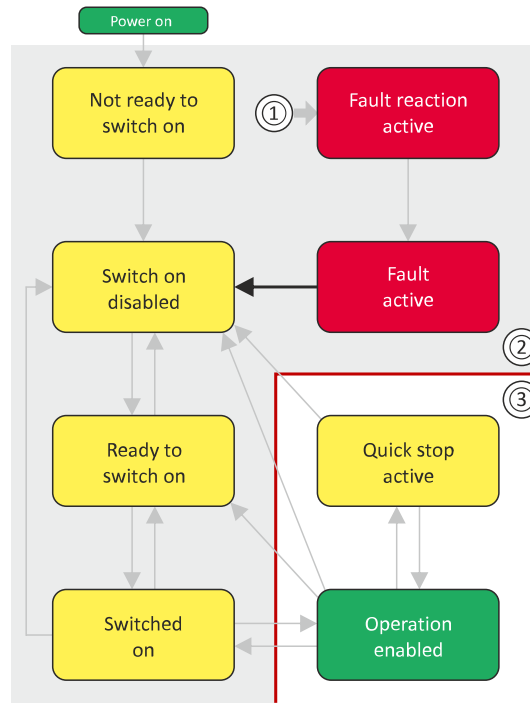 Power on
Not ready to
switch on
1
Fault reaction
active
Switch on
disabled
Fault
active
2
3
Ready to
switch on
Quick stop
active
Switched
on
Operation
enabled